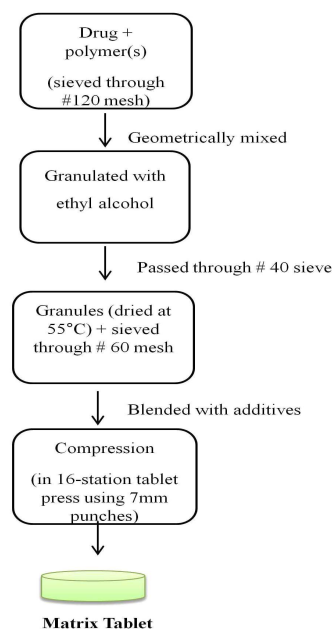 Drug +
polymer(s)
(sieved through
#120 mesh)
Geometrically mixed
Granulated with
ethyl alcohol
Passed through # 40 sieve
Granules (dried at
55°C) + sieved
through # 60 mesh
Blended with additives
Compression
(in 16-station tablet
press using 7mm
punches)
Matrix Tablet